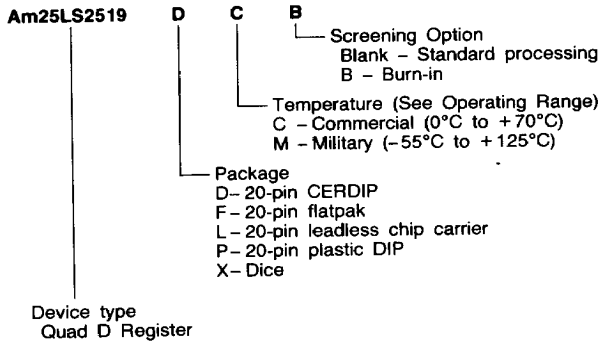 Am25LS2519 D C B
Screening Option
Blank – Standard processing
B – Burn-in
Temperature (See Operating Range)
C – Commercial (0°C to +70°C)
M – Military (–55°C to +125°C)
Package
D– 20-pin CERDIP
F – 20-pin flatpak
L – 20-pin leadless chip carrier
P– 20-pin plastic DIP
X– Dice
Device type
Quad D Register